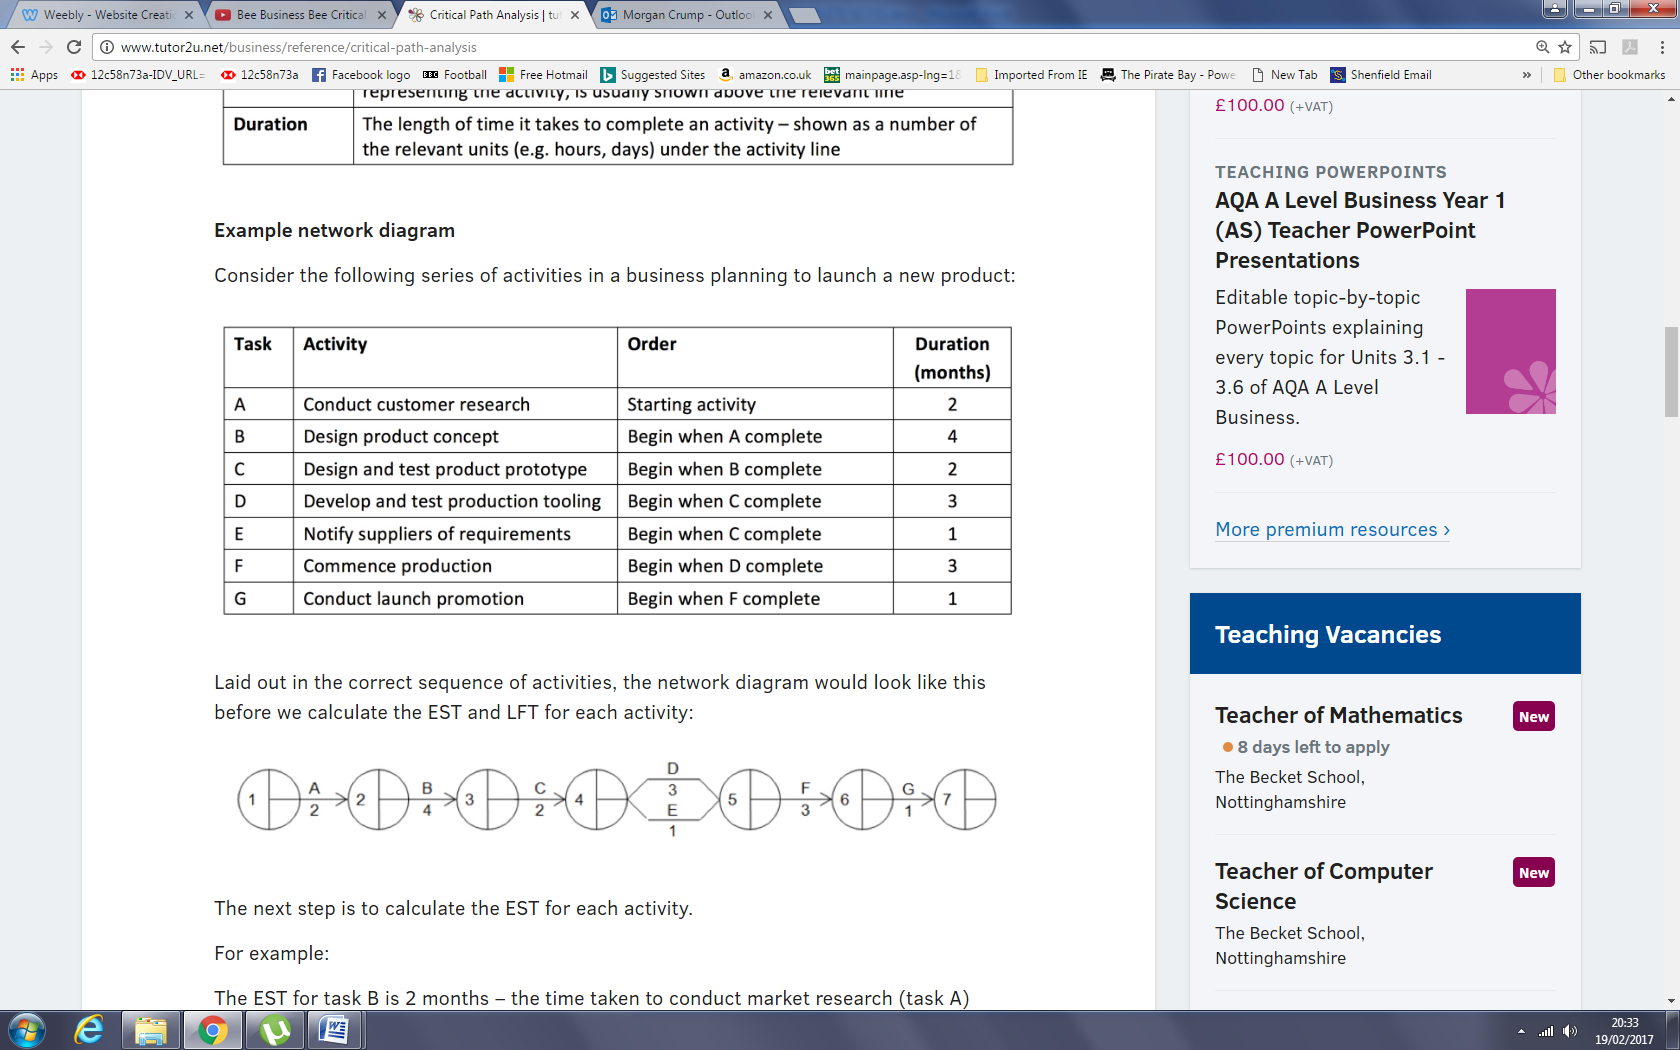 Weebly - Website Creatic
Bee Business Bee Critical
Critical Path Analysis | tut
Morgan Crump - Outloo
www.tutor2u.net/business/reference/critical-path-analysis
Apps 12c58n73a-IDV_URL= 12c58n73a Facebook logo BBC Football Free Hotmail Suggested Sites amazon.co.uk bet365 mainpage.asp-lng=18 Imported From IE The Pirate Bay - Powe New Tab Shenfield Email » Other bookmarks
representing the activity, is usually shown above the relevant line
Duration The length of time it takes to complete an activity – shown as a number of
the relevant units (e.g. hours, days) under the activity line
Example network diagram
Consider the following series of activities in a business planning to launch a new product:
Task Activity Order Duration
(months)
A Conduct customer research Starting activity 2
B Design product concept Begin when A complete 4
C Design and test product prototype Begin when B complete 2
D Develop and test production tooling Begin when C complete 3
E Notify suppliers of requirements Begin when C complete 1
F Commence production Begin when D complete 3
G Conduct launch promotion Begin when F complete 1
Laid out in the correct sequence of activities, the network diagram would look like this
before we calculate the EST and LFT for each activity:
D
A B C 3 F G
1 2 3 4 5 6 7
2 4 2 E 3 1
1
The next step is to calculate the EST for each activity.
For example:
The EST for task B is 2 months – the time taken to conduct market research (task A)
£100.00 (+VAT)
TEACHING POWERPOINTS
AQA A Level Business Year 1
(AS) Teacher PowerPoint
Presentations
Editable topic-by-topic
PowerPoints explaining
every topic for Units 3.1 -
3.6 of AQA A Level
Business.
£100.00 (+VAT)
More premium resources ›
Teaching Vacancies
Teacher of Mathematics New
8 days left to apply
The Becket School,
Nottinghamshire
Teacher of Computer New
Science
The Becket School,
Nottinghamshire
20:33
19/02/2017